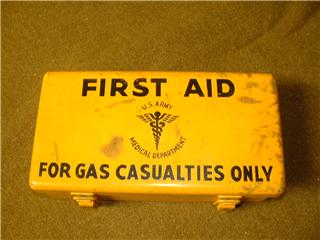 FIRST AID
U.S. ARMY
MEDICAL DEPARTMENT
FOR GAS CASUALTIES ONLY